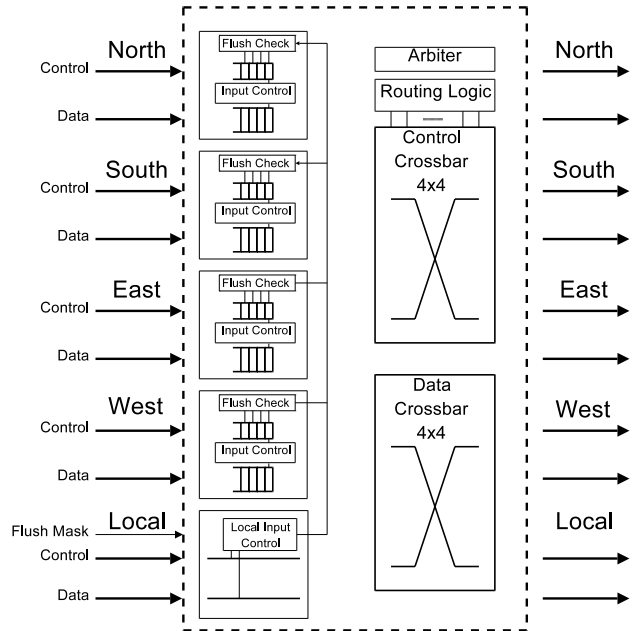 North
Control
Data
Flush Check
Input Control
South
Control
Data
Flush Check
Input Control
East
Control
Data
Flush Check
Input Control
West
Control
Data
Flush Check
Input Control
Local
Flush Mask
Control
Data
Local Input
Control
Arbiter
Routing Logic
Control
Crossbar
4x4
Data
Crossbar
4x4
North
South
East
West
Local